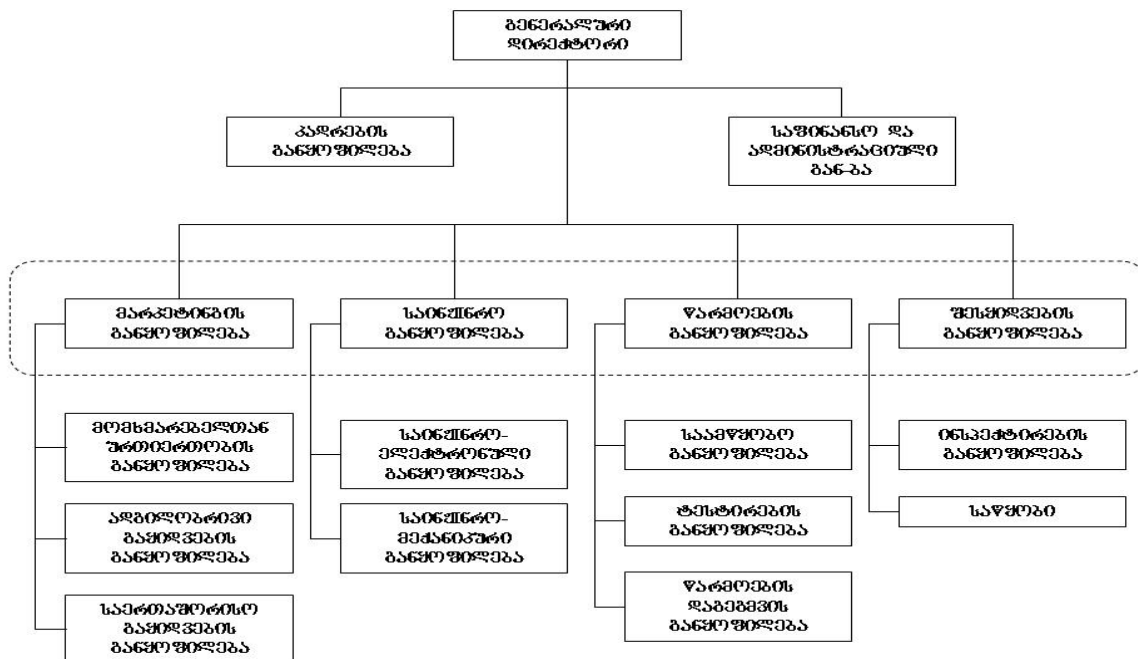 გენერალური
დირექტორი
კადრების
განყოფილება
საფინანსო და
ადმინისტრაციული
გან-ბა
მარკეტინგის
განყოფილება
საინჟინრო
განყოფილება
წარმოების
განყოფილება
შესყიდვების
განყოფილება
მომხმარებელთან
ურთიერთობის
განყოფილება
ადგილობრივი
გაყიდვების
განყოფილება
საერთაშორისო
გაყიდვების
განყოფილება
საინჟინრო-
ელექტრონული
განყოფილება
საინჟინრო-
მექანიკური
განყოფილება
საამწყობო
განყოფილება
ტესტირების
განყოფილება
წარმოების
დაგეგმვის
განყოფილება
ინსპექტირების
განყოფილება
საწყობი